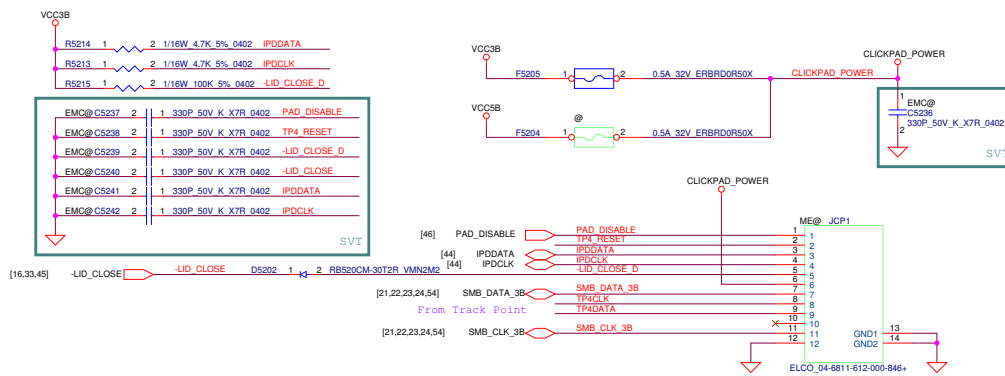 VCC3B
R5214 1 2 1/16W_4.7K_5%_0402 IPDDATA
R5213 1 2 1/16W_4.7K_5%_0402 IPDCLK
R5215 1 2 1/16W_100K_5%_0402 -LID_CLOSE_D
EMC@ C5237 2 1 330P_50V_K_X7R_0402 PAD_DISABLE
EMC@ C5238 2 1 330P_50V_K_X7R_0402 TP4_RESET
EMC@ C5239 2 1 330P_50V_K_X7R_0402 -LID_CLOSE_D
EMC@ C5240 2 1 330P_50V_K_X7R_0402 -LID_CLOSE
EMC@ C5241 2 1 330P_50V_K_X7R_0402 IPDDATA
EMC@ C5242 2 1 330P_50V_K_X7R_0402 IPDCLK
SVT
VCC3B
F5205 1 2 0.5A_32V_ERBRD0R50X CLICKPAD_POWER
CLICKPAD_POWER
VCC5B
@
F5204 1 2 0.5A_32V_ERBRD0R50X
1
EMC@
C5236
330P_50V_K_X7R_0402
2
SVT
CLICKPAD_POWER
ME@ JCP1
[46] PAD_DISABLE PAD_DISABLE 1 1
TP4_RESET 2 2
[44] IPDDATA IPDDATA 3 3
[44] IPDCLK IPDCLK 4 4
[16,33,45] -LID_CLOSE -LID_CLOSE D5202 1 2 RB520CM-30T2R_VMN2M2 -LID_CLOSE_D 5 5
6 6
[21,22,23,24,54] SMB_DATA_3B SMB_DATA_3B 7 7
TP4CLK 8 8
From Track Point TP4DATA 9 9
10 10
[21,22,23,24,54] SMB_CLK_3B SMB_CLK_3B 11 11 GND1 13
12 12 GND2 14
ELCO_04-6811-612-000-846+